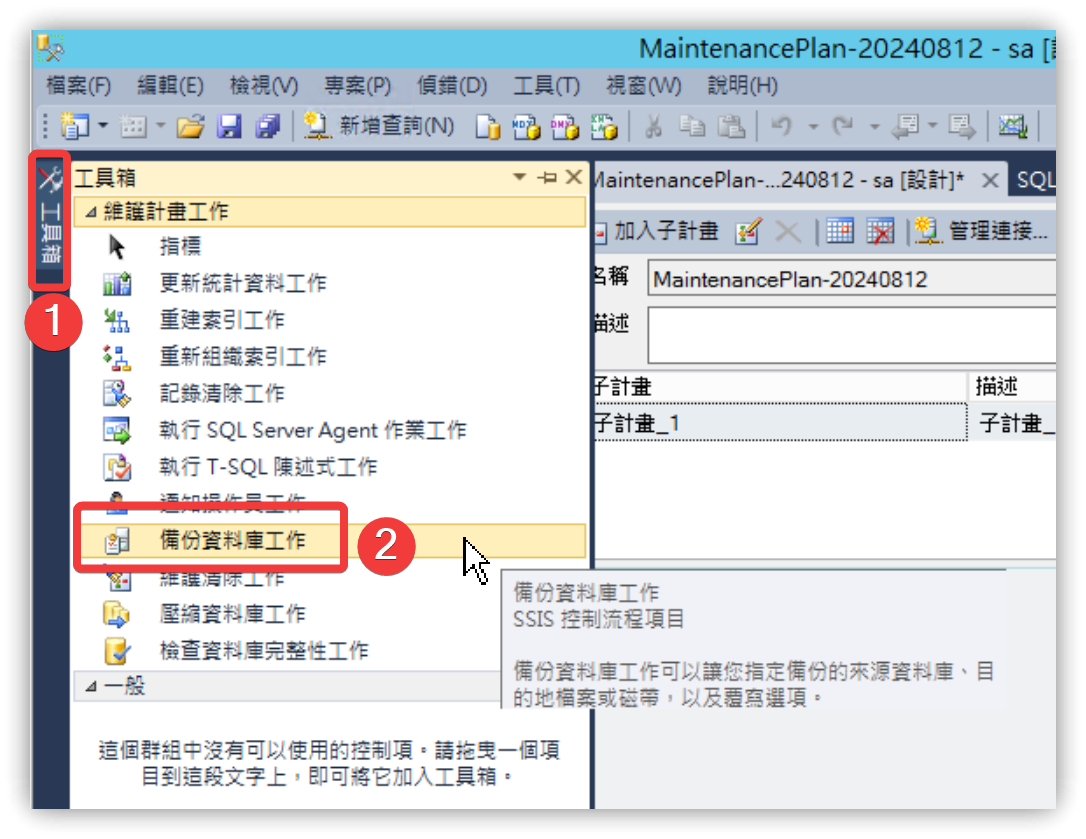 MaintenancePlan-20240812 - sa [
檔案(F) 編輯(E) 檢視(V) 專案(P) 偵錯(D) 工具(T) 視窗(W) 說明(H)
新增查詢(N)
工具箱
1
工具箱
維護計畫工作
指標
更新統計資料工作
重建索引工作
重新組織索引工作
記錄清除工作
執行 SQL Server Agent 作業工作
執行 T-SQL 陳述式工作
通知操作員工作
備份資料庫工作
2
維護清除工作
壓縮資料庫工作
檢查資料庫完整性工作
一般
這個群組中沒有可以使用的控制項。請拖曳一個項
目到這段文字上，即可將它加入工具箱。
MaintenancePlan-...240812 - sa [設計]* SQL
加入子計畫 管理連接...
名稱 MaintenancePlan-20240812
描述
子計畫 描述
子計畫_1 子計畫_
備份資料庫工作
SSIS 控制流程項目
備份資料庫工作可以讓您指定備份的來源資料庫、目
的地檔案或磁帶，以及覆寫選項。